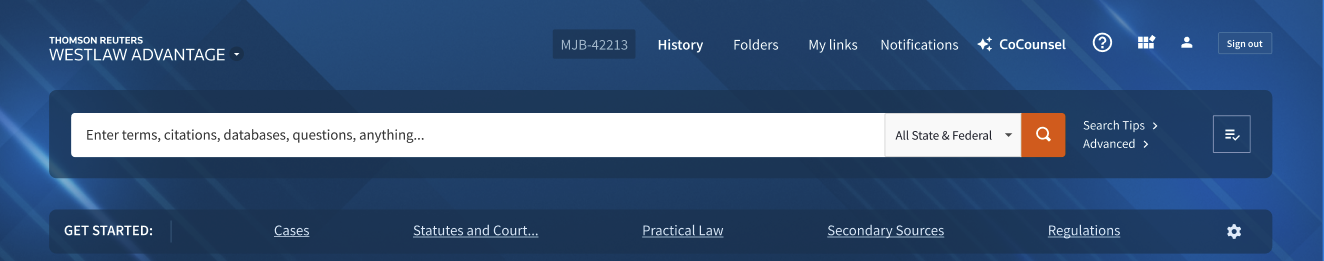 THOMSON REUTERS
WESTLAW ADVANTAGE
MJB-42213 History Folders My links Notifications CoCounsel Sign out
Enter terms, citations, databases, questions, anything... All State & Federal
Search Tips
Advanced
GET STARTED: Cases Statutes and Court... Practical Law Secondary Sources Regulations